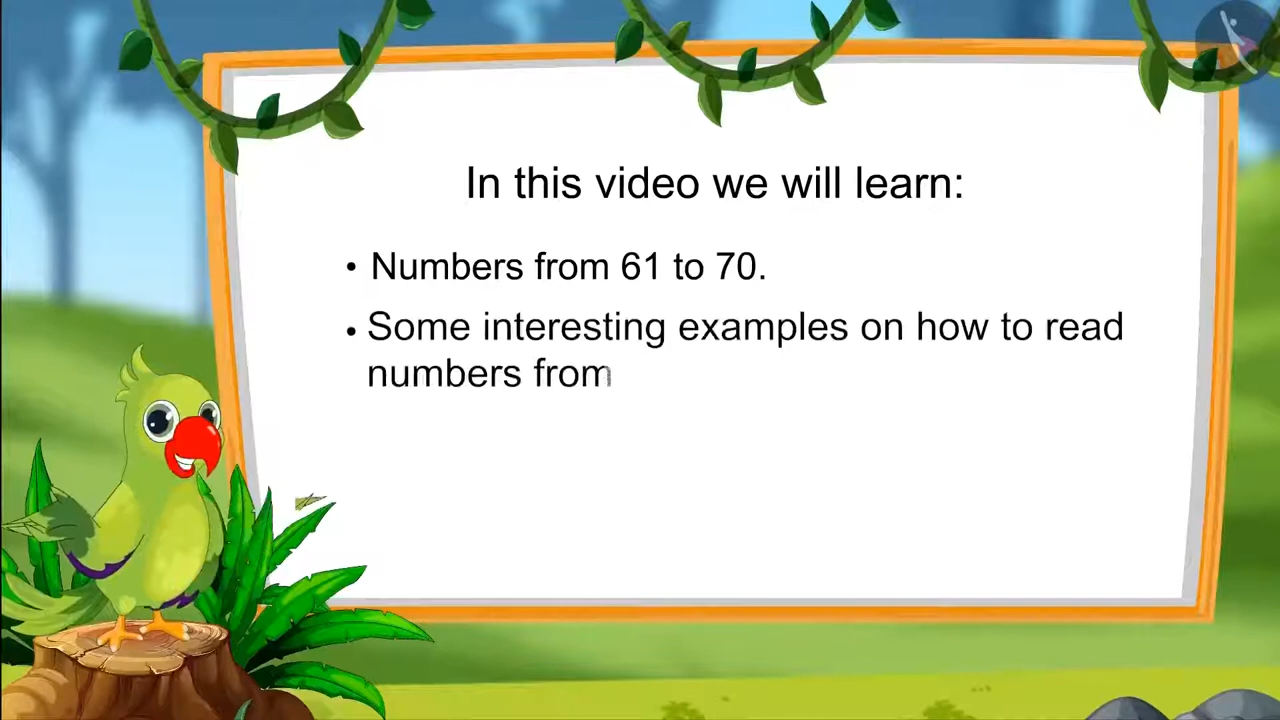 In this video we will learn:
• Numbers from 61 to 70.
• Some interesting examples on how to read
numbers from